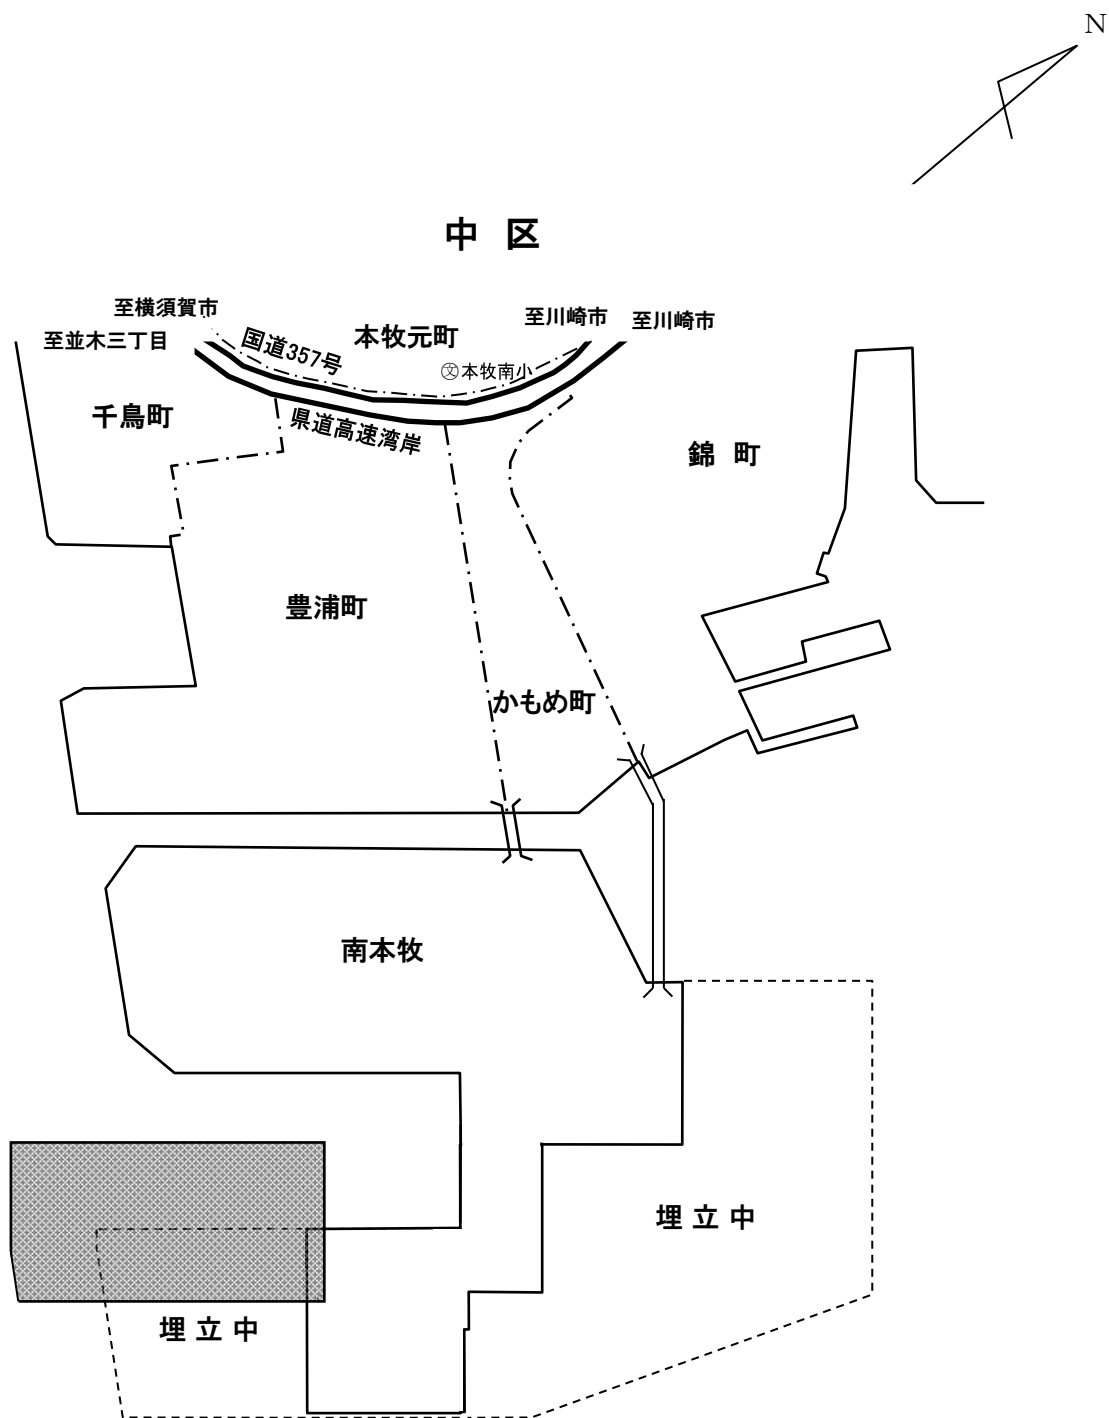 N
中 区
至横須賀市
至川崎市
至川崎市
本牧元町
至並木三丁目
国道357号
文本牧南小
千鳥町
県道高速湾岸
錦 町
豊浦町
かもめ町
南本牧
埋 立 中
埋 立 中